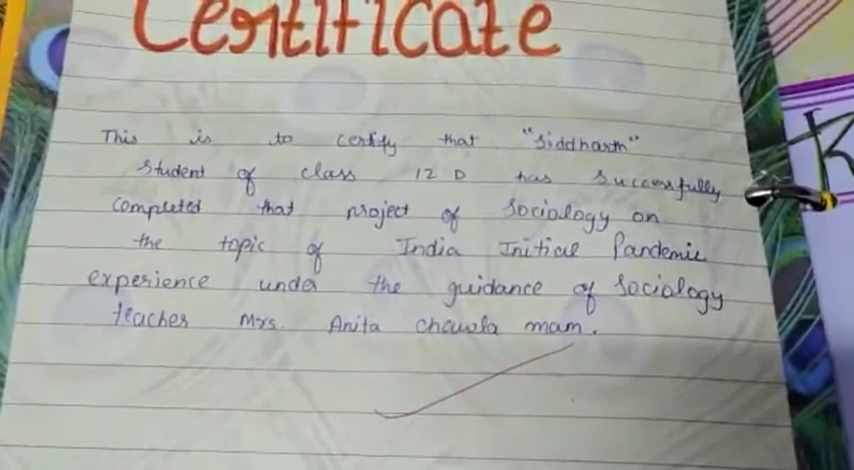 Certificate
This is to certify that "Siddharth"
Student of class 12 D has successfully
completed that project of Sociology on
the topic of India Initial Pandemic
experience under the guidance of Sociology
teacher Mrs. Anita chawla mam.